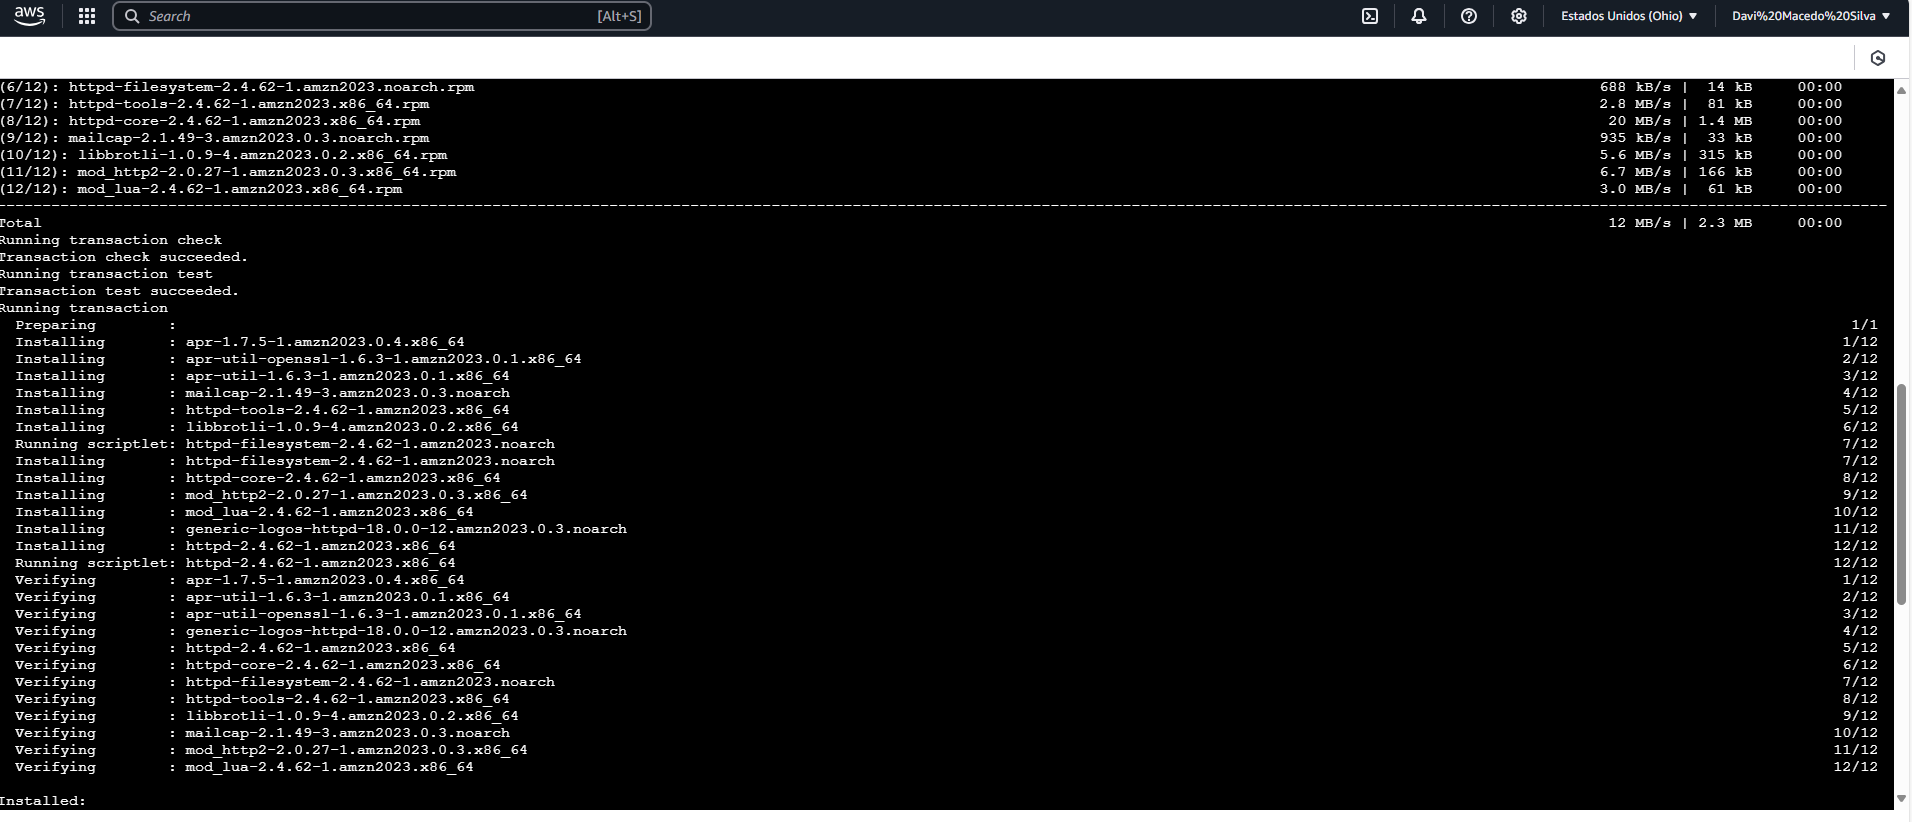 aws Search [Alt+S] Estados Unidos (Ohio) Davi%20Macedo%20Silva
(6/12): httpd-filesystem-2.4.62-1.amzn2023.noarch.rpm 688 kB/s | 14 kB 00:00
(7/12): httpd-tools-2.4.62-1.amzn2023.x86_64.rpm 2.8 MB/s | 81 kB 00:00
(8/12): httpd-core-2.4.62-1.amzn2023.x86_64.rpm 20 MB/s | 1.4 MB 00:00
(9/12): mailcap-2.1.49-3.amzn2023.0.3.noarch.rpm 935 kB/s | 33 kB 00:00
(10/12): libbrotli-1.0.9-4.amzn2023.0.2.x86_64.rpm 5.6 MB/s | 315 kB 00:00
(11/12): mod_http2-2.0.27-1.amzn2023.0.3.x86_64.rpm 6.7 MB/s | 166 kB 00:00
(12/12): mod_lua-2.4.62-1.amzn2023.x86_64.rpm 3.0 MB/s | 61 kB 00:00
Total 12 MB/s | 2.3 MB 00:00
Running transaction check
Transaction check succeeded.
Running transaction test
Transaction test succeeded.
Running transaction
Preparing : 1/1
Installing : apr-1.7.5-1.amzn2023.0.4.x86_64 1/12
Installing : apr-util-openssl-1.6.3-1.amzn2023.0.1.x86_64 2/12
Installing : apr-util-1.6.3-1.amzn2023.0.1.x86_64 3/12
Installing : mailcap-2.1.49-3.amzn2023.0.3.noarch 4/12
Installing : httpd-tools-2.4.62-1.amzn2023.x86_64 5/12
Installing : libbrotli-1.0.9-4.amzn2023.0.2.x86_64 6/12
Running scriptlet: httpd-filesystem-2.4.62-1.amzn2023.noarch 7/12
Installing : httpd-filesystem-2.4.62-1.amzn2023.noarch 7/12
Installing : httpd-core-2.4.62-1.amzn2023.x86_64 8/12
Installing : mod_http2-2.0.27-1.amzn2023.0.3.x86_64 9/12
Installing : mod_lua-2.4.62-1.amzn2023.x86_64 10/12
Installing : generic-logos-httpd-18.0.0-12.amzn2023.0.3.noarch 11/12
Installing : httpd-2.4.62-1.amzn2023.x86_64 12/12
Running scriptlet: httpd-2.4.62-1.amzn2023.x86_64 12/12
Verifying : apr-1.7.5-1.amzn2023.0.4.x86_64 1/12
Verifying : apr-util-1.6.3-1.amzn2023.0.1.x86_64 2/12
Verifying : apr-util-openssl-1.6.3-1.amzn2023.0.1.x86_64 3/12
Verifying : generic-logos-httpd-18.0.0-12.amzn2023.0.3.noarch 4/12
Verifying : httpd-2.4.62-1.amzn2023.x86_64 5/12
Verifying : httpd-core-2.4.62-1.amzn2023.x86_64 6/12
Verifying : httpd-filesystem-2.4.62-1.amzn2023.noarch 7/12
Verifying : httpd-tools-2.4.62-1.amzn2023.x86_64 8/12
Verifying : libbrotli-1.0.9-4.amzn2023.0.2.x86_64 9/12
Verifying : mailcap-2.1.49-3.amzn2023.0.3.noarch 10/12
Verifying : mod_http2-2.0.27-1.amzn2023.0.3.x86_64 11/12
Verifying : mod_lua-2.4.62-1.amzn2023.x86_64 12/12
Installed: